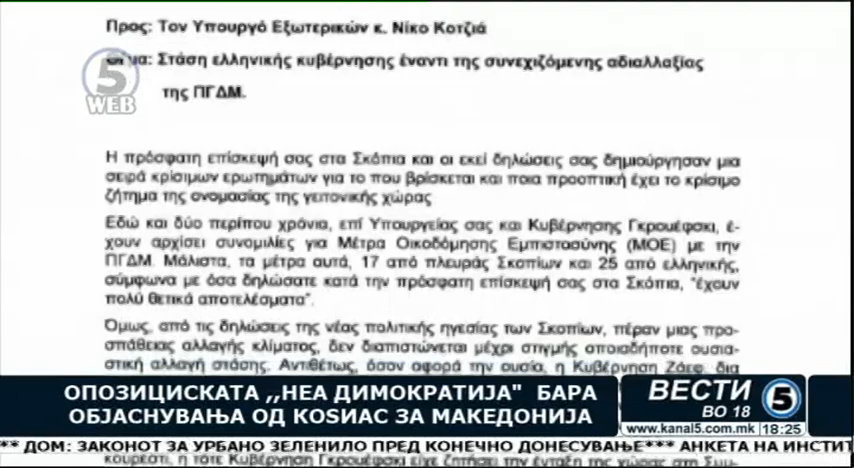 Προς: Τον Υπουργό Εξωτερικών κ. Νίκο Κοτζιά
Θέμα: Στάση ελληνικής κυβέρνησης έναντι της συνεχιζόμενης αδιαλλαξίας
της ΠΓΔΜ.
5
WEB
Η πρόσφατη επίσκεψή σας στα Σκόπια και οι εκεί δηλώσεις σας δημιούργησαν μια
σειρά κρίσιμων ερωτημάτων για το που βρίσκεται και ποια προοπτική έχει το κρίσιμο
ζήτημα της ονομασίας της γειτονικής χώρας
Εδώ και δύο περίπου χρόνια, επί Υπουργείας σας και Κυβέρνησης Γκρουέφσκι, έ-
χουν αρχίσει συνομιλίες για Μέτρα Οικοδόμησης Εμπιστοσύνης (ΜΟΕ) με την
ΠΓΔΜ. Μάλιστα, τα μέτρα αυτά, 17 από πλευράς Σκοπίων και 25 από ελληνικής,
σύμφωνα με όσα δηλώσατε κατά την πρόσφατη επίσκεψή σας στα Σκόπια, "έχουν
πολύ θετικά αποτελέσματα".
Όμως, από τις δηλώσεις της νέας πολιτικής ηγεσίας των Σκοπίων, πέραν μιας προ-
σπάθειας αλλαγής κλίματος, δεν διαπιστώνεται μέχρι στιγμής οποιαδήποτε ουσια-
στική αλλαγή στάσης. Αντιθέτως, όσον αφορά την ουσία, η Κυβέρνηση Ζάεφ, δια
ОПОЗИЦИСКАТА ,,НЕА ДИМОКРАТИЈА" БАРА
ОБЈАСНУВАЊА ОД КОЅИАС ЗА МАКЕДОНИЈА
ВЕСТИ
ВО 18
5
www.kanal5.com.mk
18:25
*** ДОМ: ЗАКОНОТ ЗА УРБАНО ЗЕЛЕНИЛО ПРЕД КОНЕЧНО ДОНЕСУВАЊЕ*** АНКЕТА НА ИНСТИТ
τότε Κυβέρνηση Γκρουέφσκι είχε ζητήσει την ένταξη της χώρας στη Συμ-